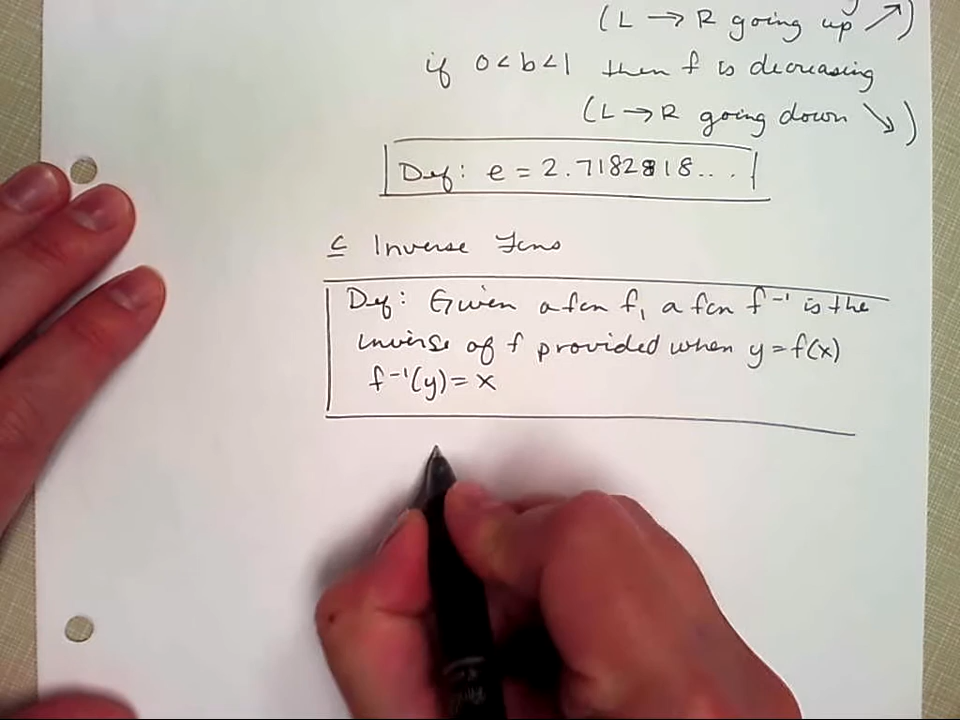 (L → R going up ↗)
if 0 < b < 1 then f is decreasing
(L → R going down ↘)
Def: e = 2.7182818...
C Inverse Fcns
Def: Given a fcn f, a fcn f⁻¹ is the
inverse of f provided when y = f(x)
f⁻¹(y) = x